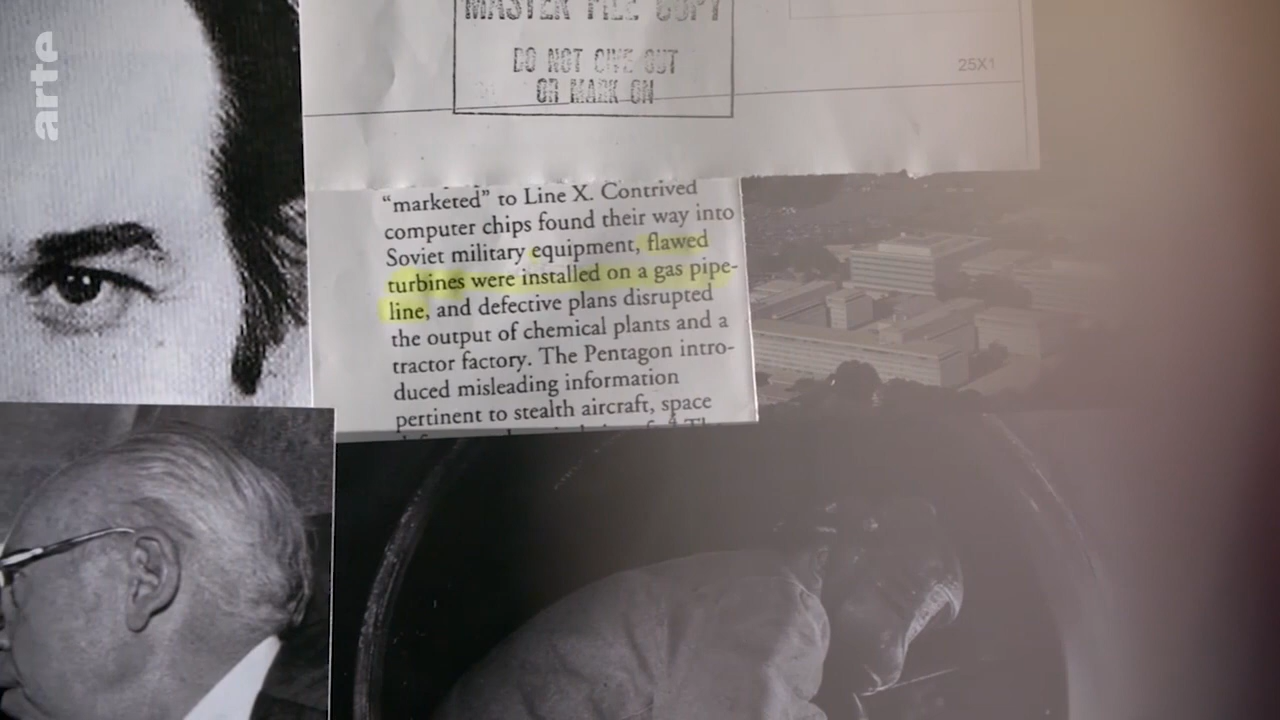 arte
MASTER FILE COPY
DO NOT GIVE OUT
OR MARK ON
25X1
“marketed” to Line X. Contrived
computer chips found their way into
Soviet military equipment, flawed
turbines were installed on a gas pipe-
line, and defective plans disrupted
the output of chemical plants and a
tractor factory. The Pentagon intro-
duced misleading information
pertinent to stealth aircraft, space